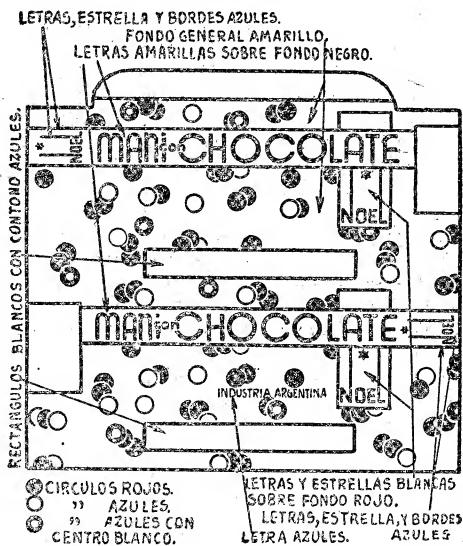 LETRAS, ESTRELLA Y BORDES AZULES.
FONDO GENERAL AMARILLO.
LETRAS AMARILLAS SOBRE FONDO NEGRO.
RECTANGULOS BLANCOS CON CONTONO AZULES.
NOEL MANI con CHOCOLATE
NOEL
MANI con CHOCOLATE NOEL
NOEL
INDUSTRIA ARGENTINA
CIRCULOS ROJOS.
" AZULES.
" AZULES CON
CENTRO BLANCO.
LETRAS Y ESTRELLAS BLANCAS
SOBRE FONDO ROJO.
LETRAS, ESTRELLA, Y BORDES
AZULES
LETRA AZULES.